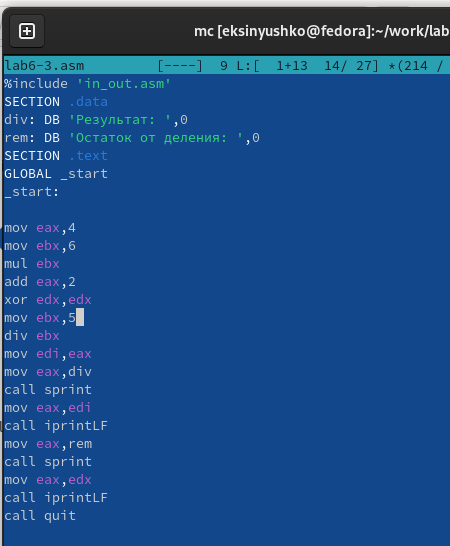 mc [eksinyushko@fedora]:~/work/lab
lab6-3.asm [----] 9 L:[ 1+13 14/ 27] *(214 /
%include 'in_out.asm'
SECTION .data
div: DB 'Результат: ',0
rem: DB 'Остаток от деления: ',0
SECTION .text
GLOBAL _start
_start:
mov eax,4
mov ebx,6
mul ebx
add eax,2
xor edx,edx
mov ebx,5
div ebx
mov edi,eax
mov eax,div
call sprint
mov eax,edi
call iprintLF
mov eax,rem
call sprint
mov eax,edx
call iprintLF
call quit